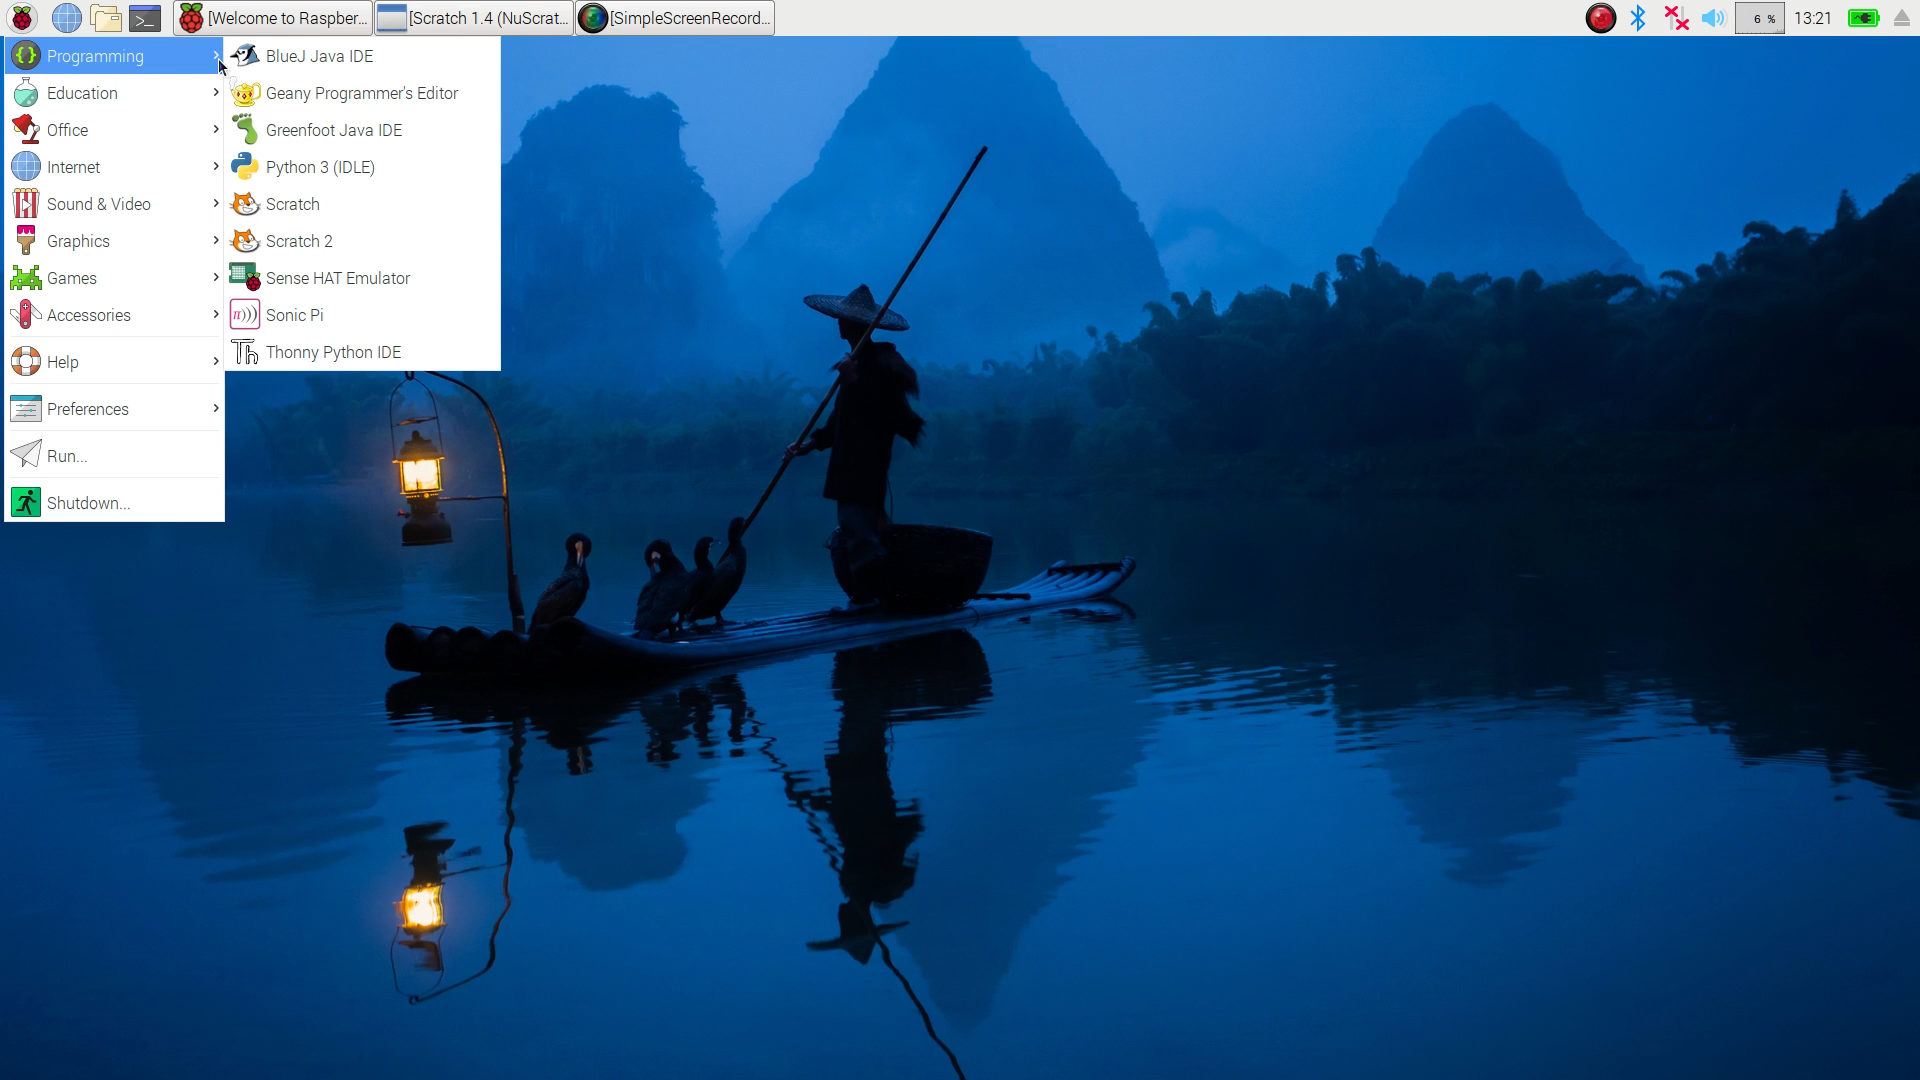 [Welcome to Raspber... [Scratch 1.4 (NuScrat... [SimpleScreenRecord... 6 % 13:21
Programming
Education
Office
Internet
Sound & Video
Graphics
Games
Accessories
Help
Preferences
Run...
Shutdown...
BlueJ Java IDE
Geany Programmer's Editor
Greenfoot Java IDE
Python 3 (IDLE)
Scratch
Scratch 2
Sense HAT Emulator
π))) Sonic Pi
Th Thonny Python IDE